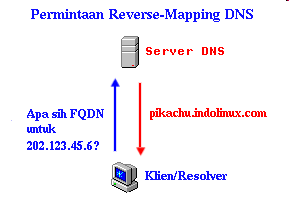 Permintaan Reverse-Mapping DNS
Server DNS
Apa sih FQDN
untuk
202.123.45.6?
pikachu.indolinux.com
Klien/Resolver